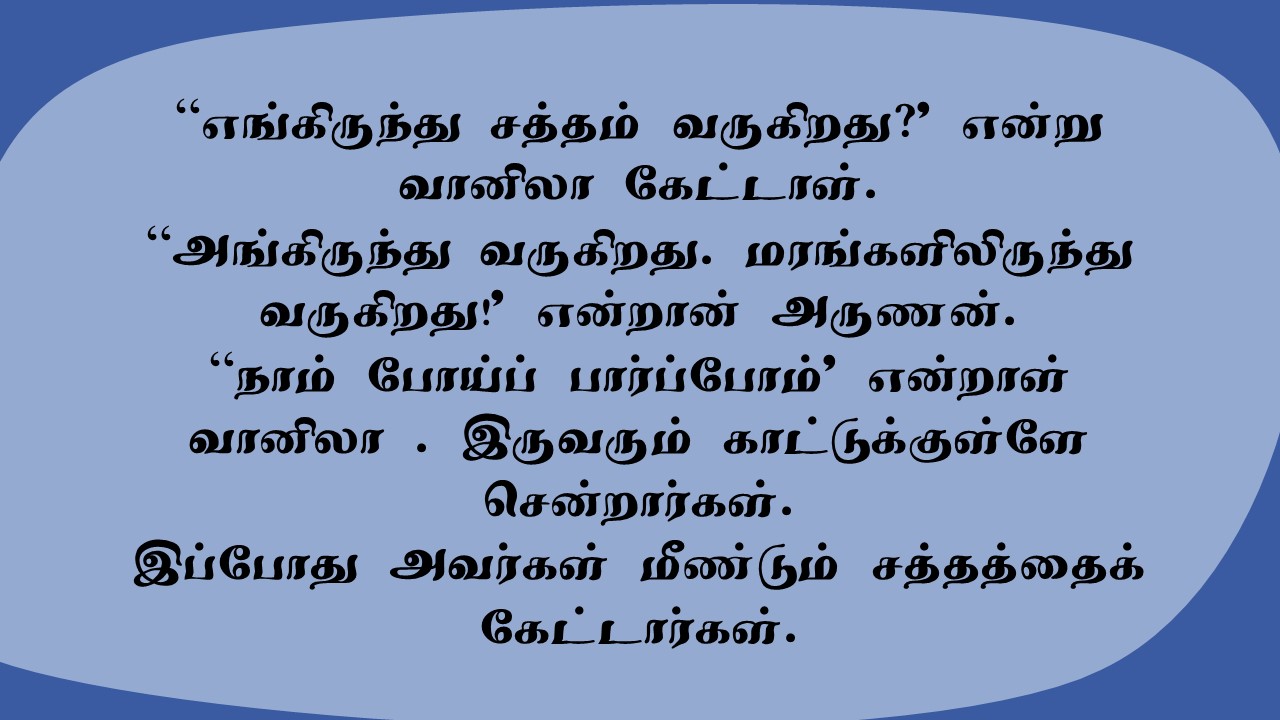 “எங்கிருந்து சத்தம் வருகிறது?’ என்று
வானிலா கேட்டாள்.
“அங்கிருந்து வருகிறது. மரங்களிலிருந்து
வருகிறது!’ என்றான் அருணன்.
“நாம் போய்ப் பார்ப்போம்’ என்றாள்
வானிலா . இருவரும் காட்டுக்குள்ளே
சென்றார்கள்.
இப்போது அவர்கள் மீண்டும் சத்தத்தைக்
கேட்டார்கள்.